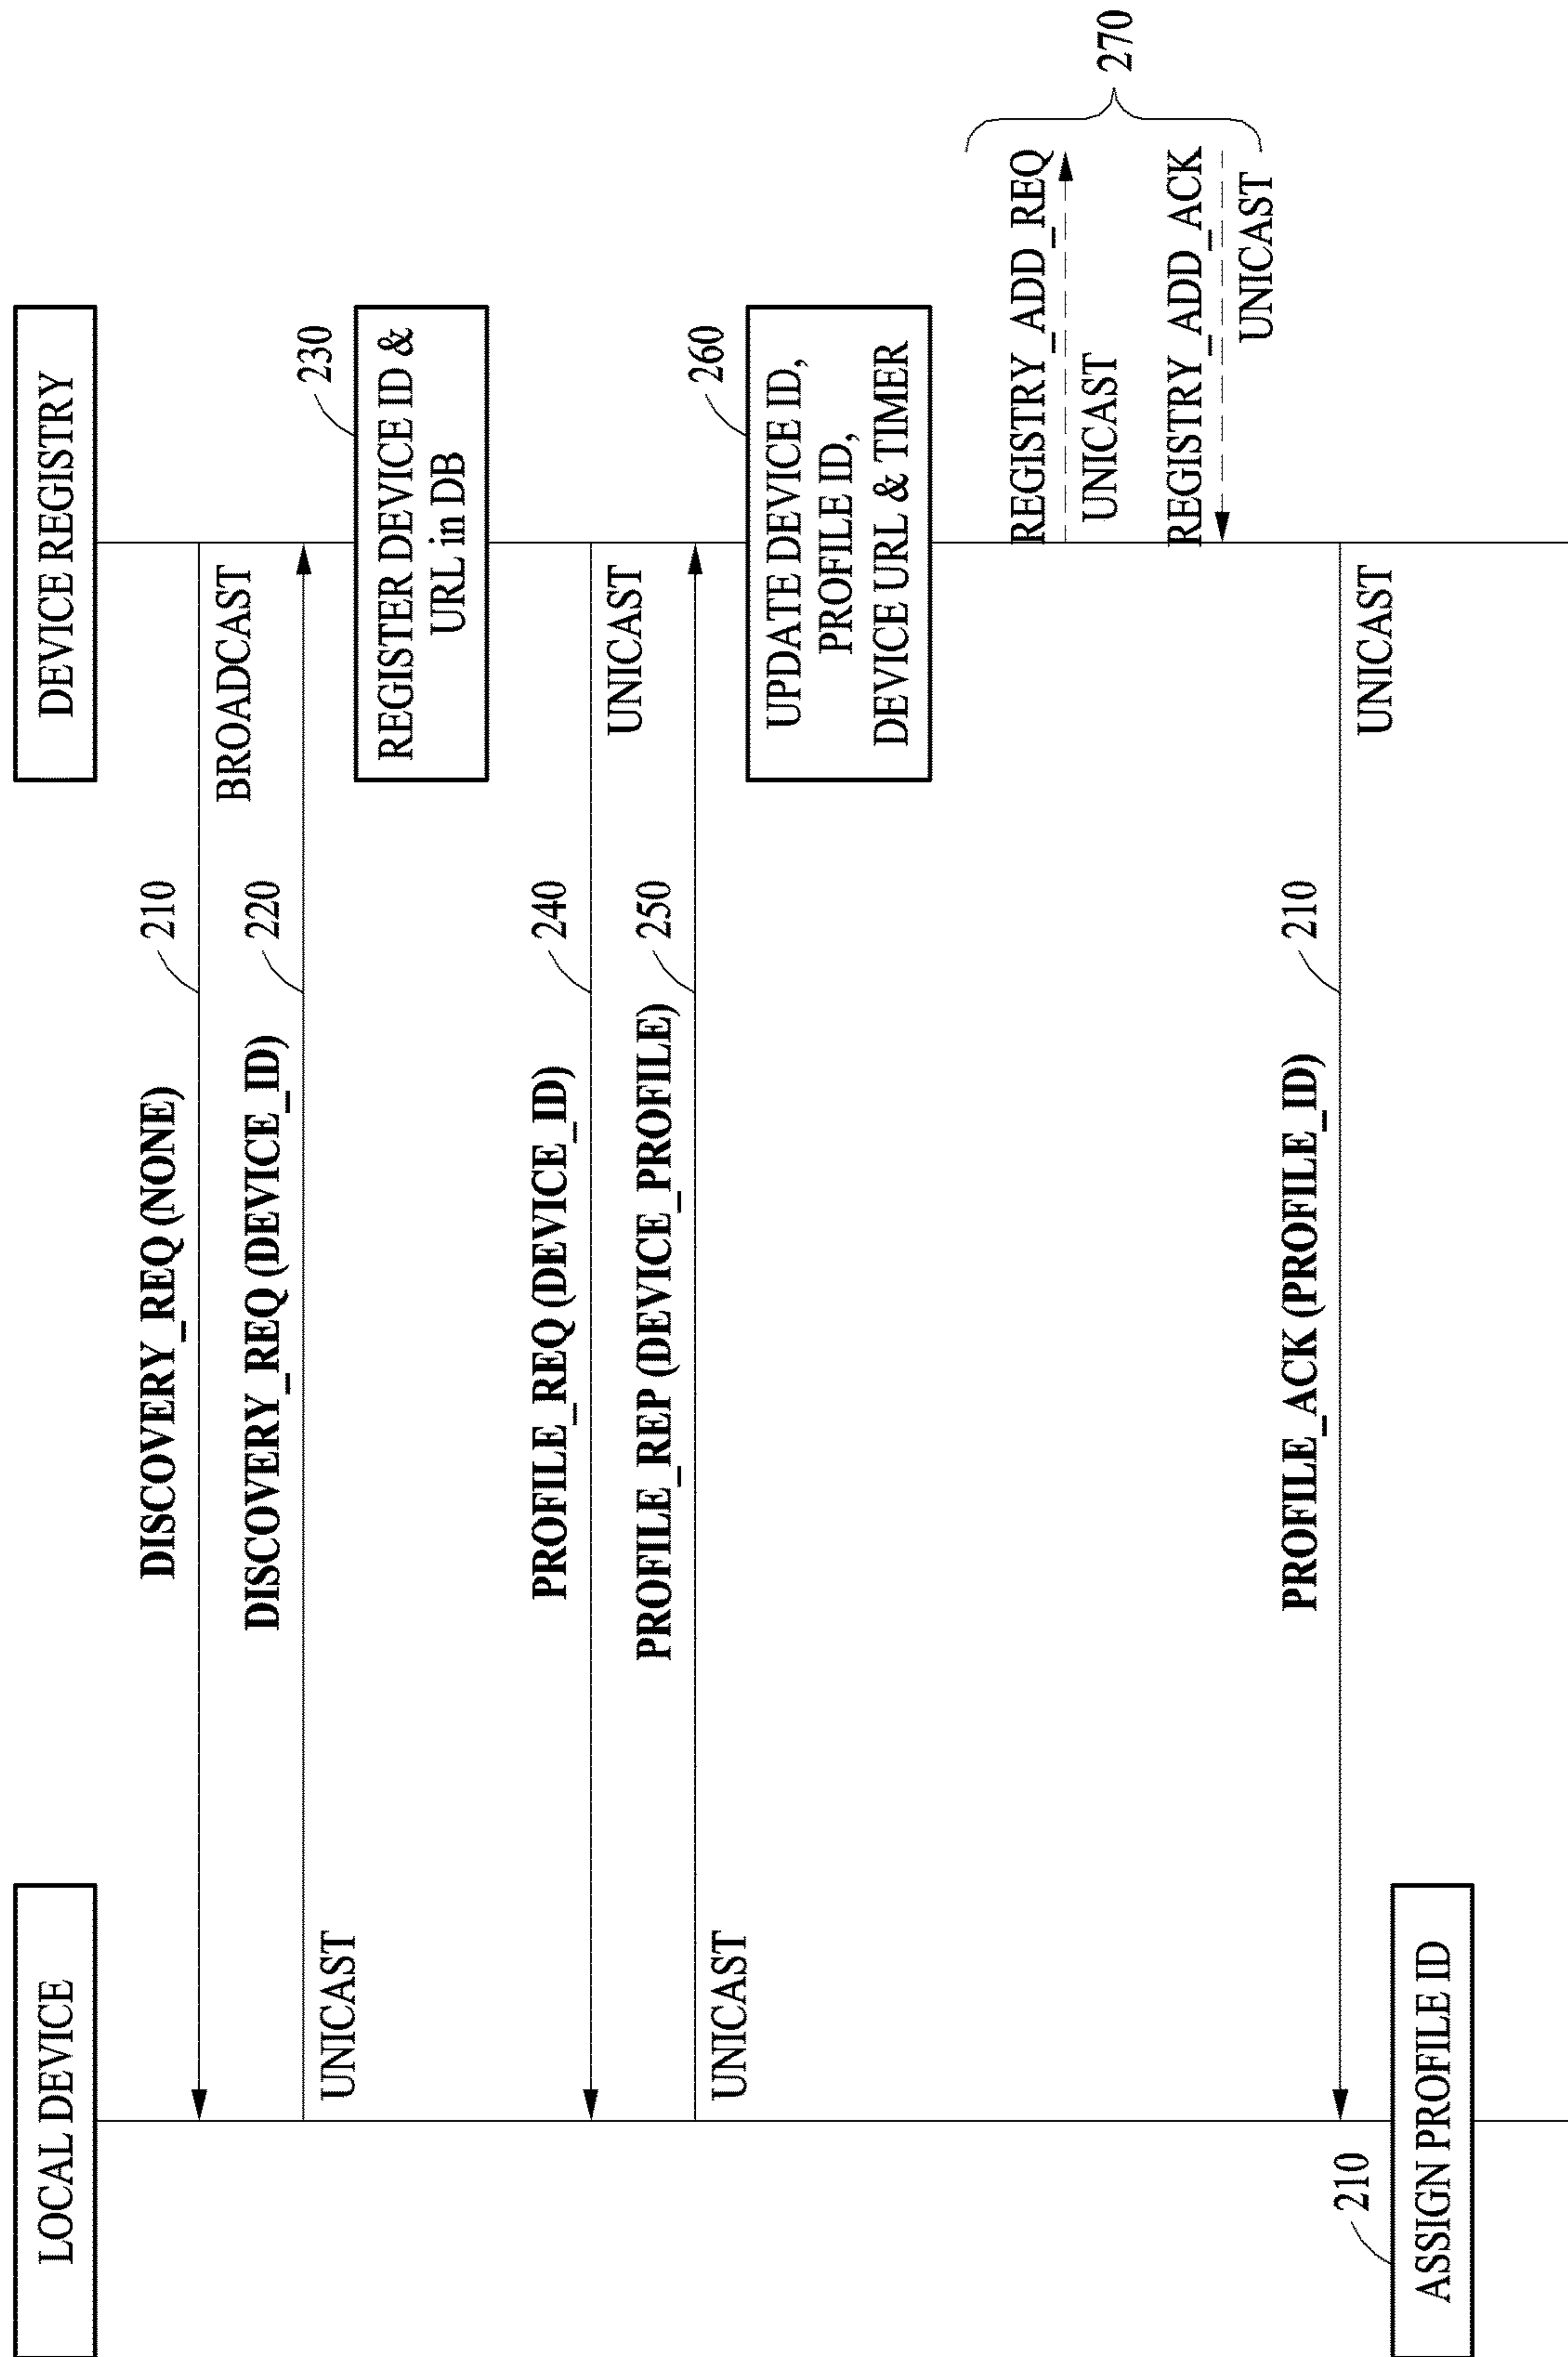 LOCAL DEVICE
DEVICE REGISTRY
DISCOVERY_REQ (NONE)
210
BROADCAST
DISCOVERY_REQ (DEVICE_ID)
220
UNICAST
230
REGISTER DEVICE ID &
URL in DB
PROFILE_REQ (DEVICE_ID)
240
UNICAST
PROFILE_REP (DEVICE_PROFILE)
250
UNICAST
260
UPDATE DEVICE ID,
PROFILE ID,
DEVICE URL & TIMER
REGISTRY_ADD_REQ
UNICAST
270
REGISTRY_ADD_ACK
UNICAST
PROFILE_ACK (PROFILE_ID)
210
UNICAST
210
ASSIGN PROFILE ID